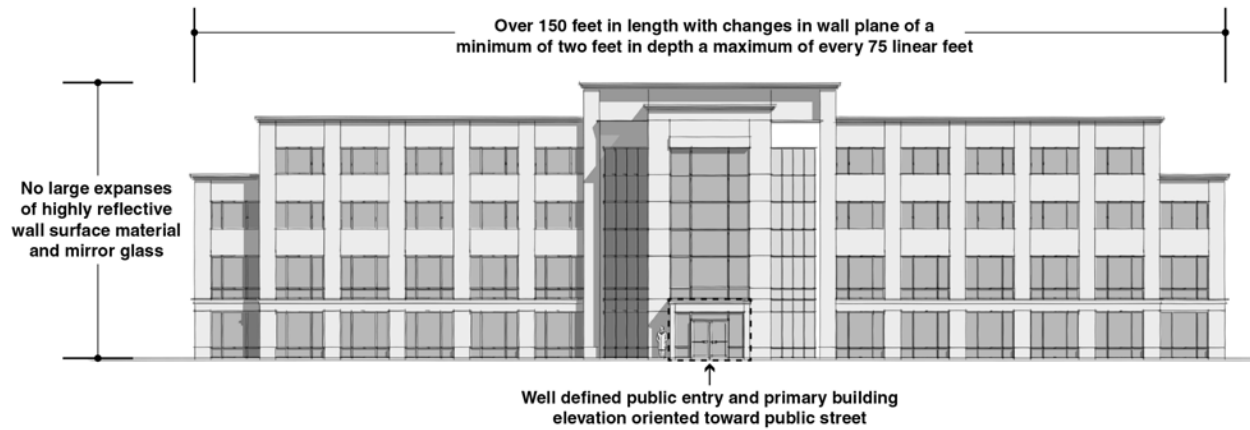 Over 150 feet in length with changes in wall plane of a
minimum of two feet in depth a maximum of every 75 linear feet
No large expanses
of highly reflective
wall surface material
and mirror glass
Well defined public entry and primary building
elevation oriented toward public street